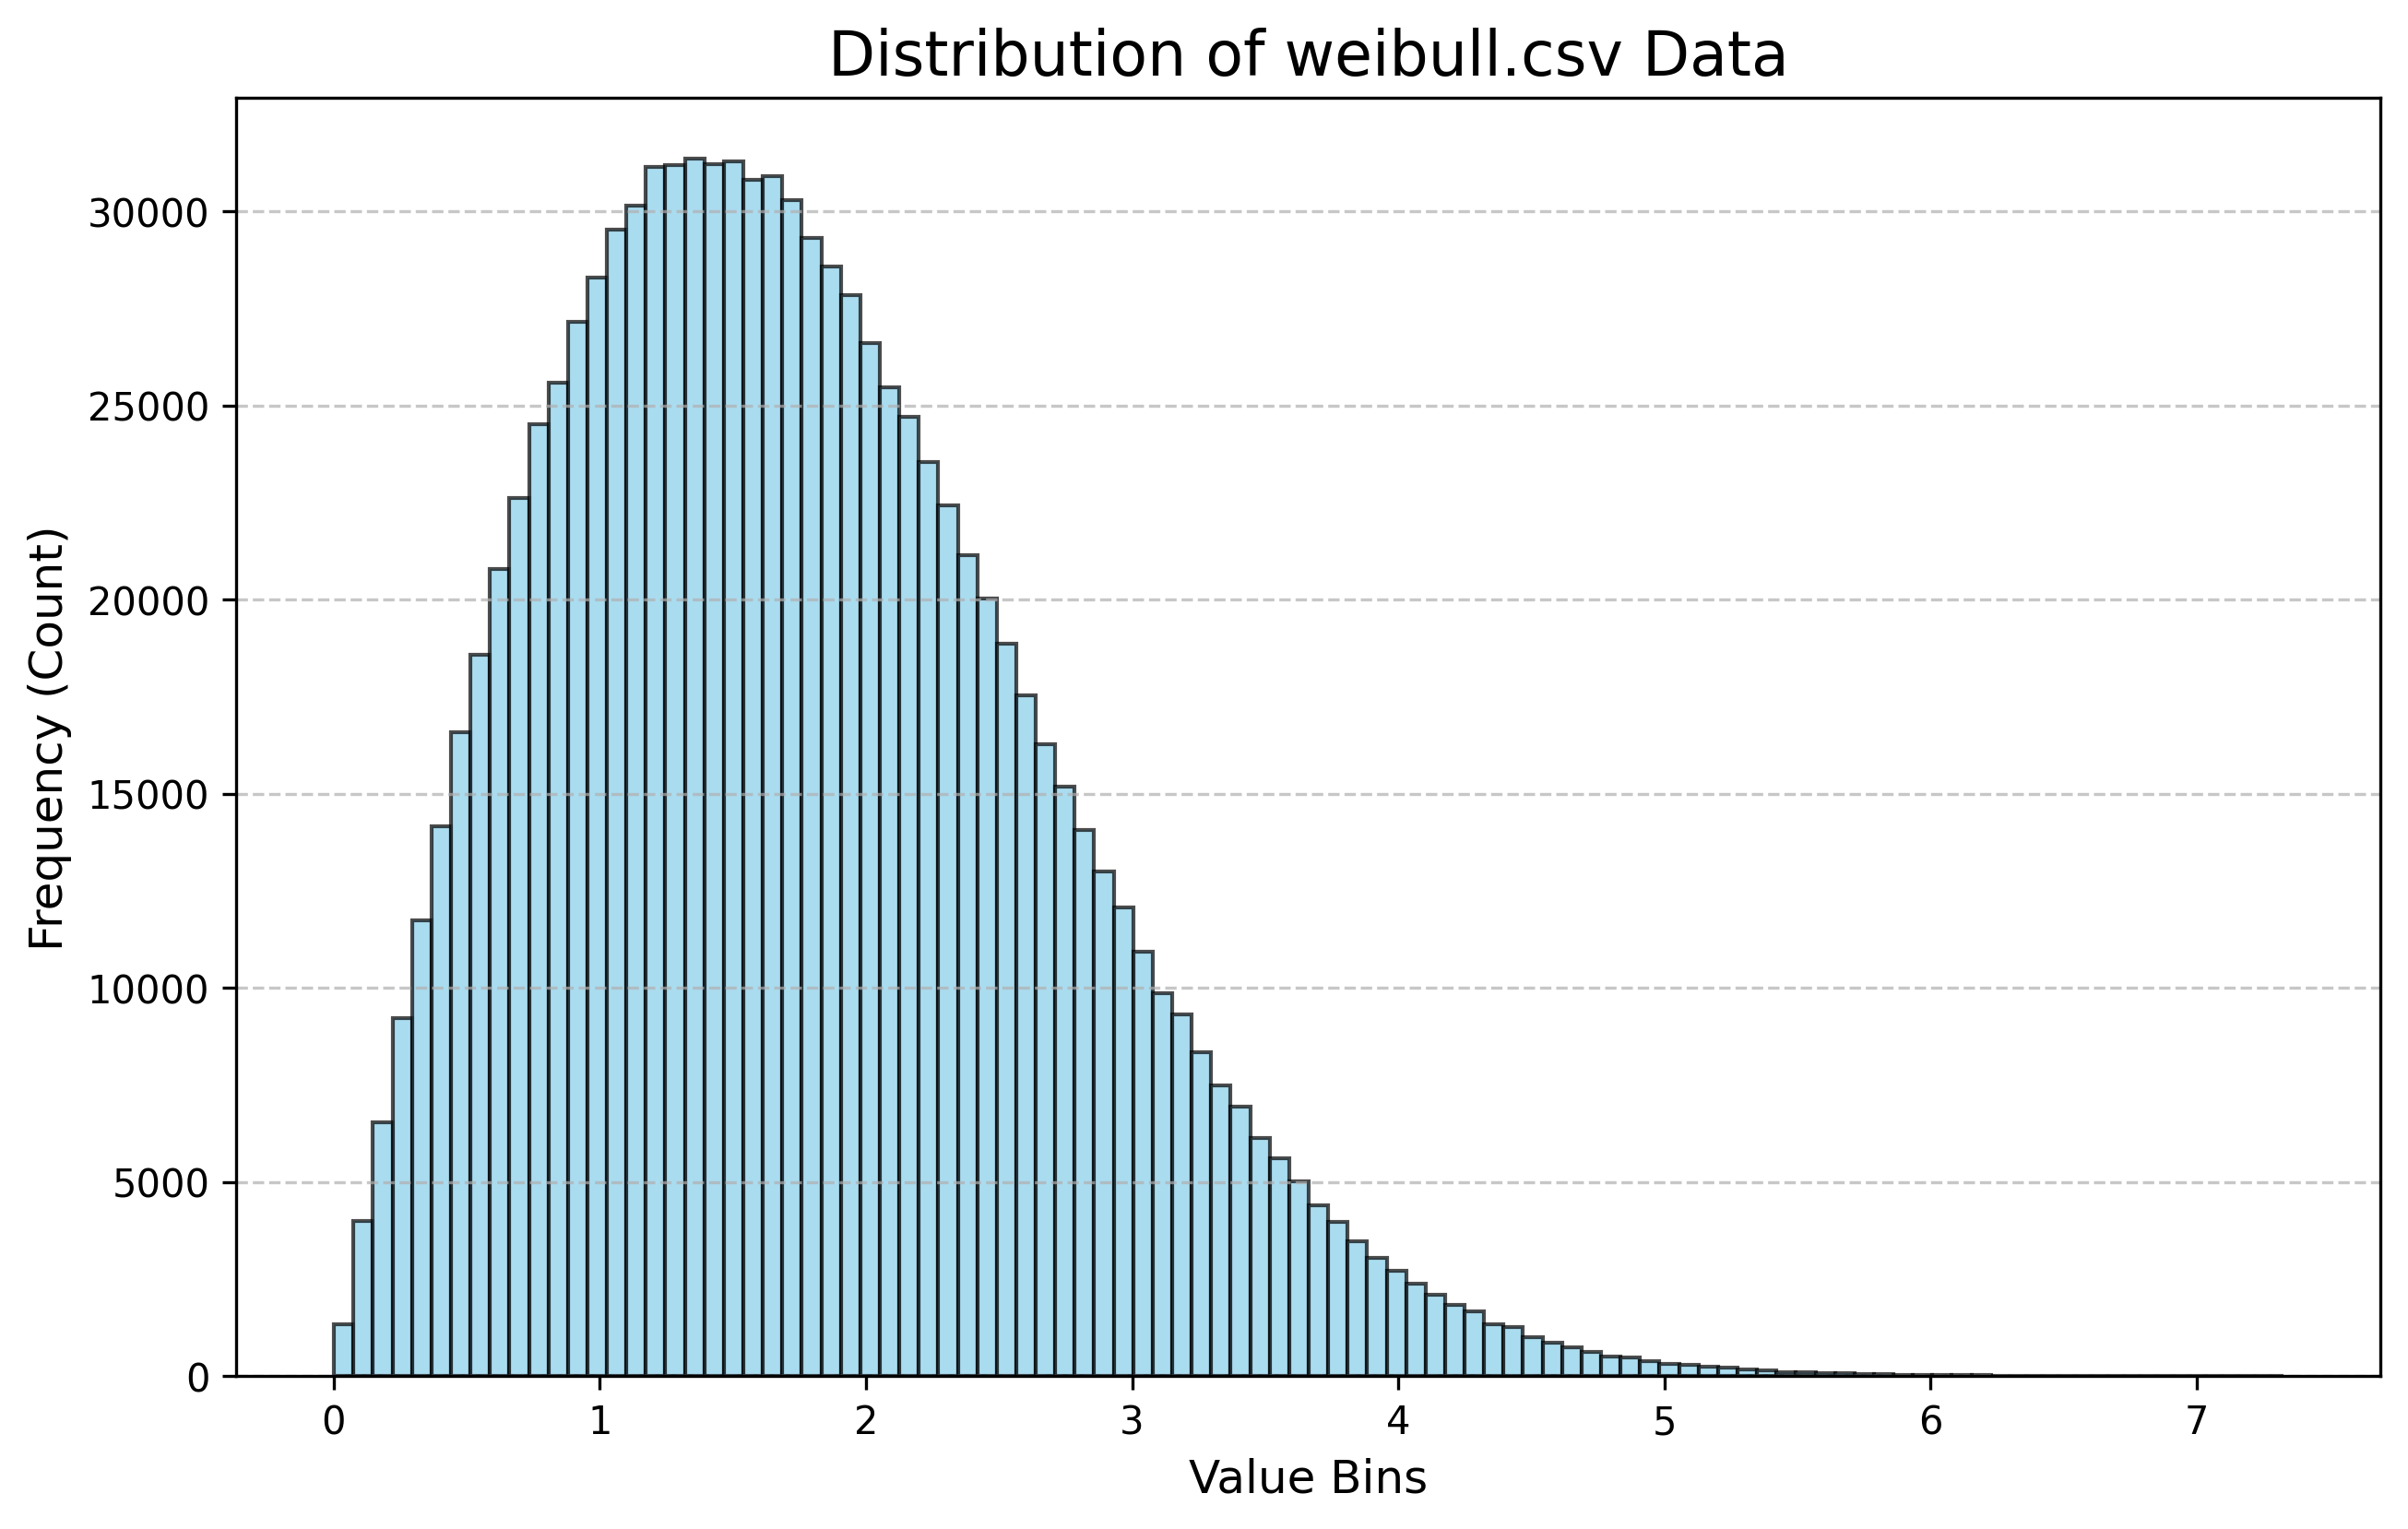 Distribution of weibull.csv Data
Frequency (Count)
30000
25000
20000
15000
10000
5000
0
0 1 2 3 4 5 6 7
Value Bins